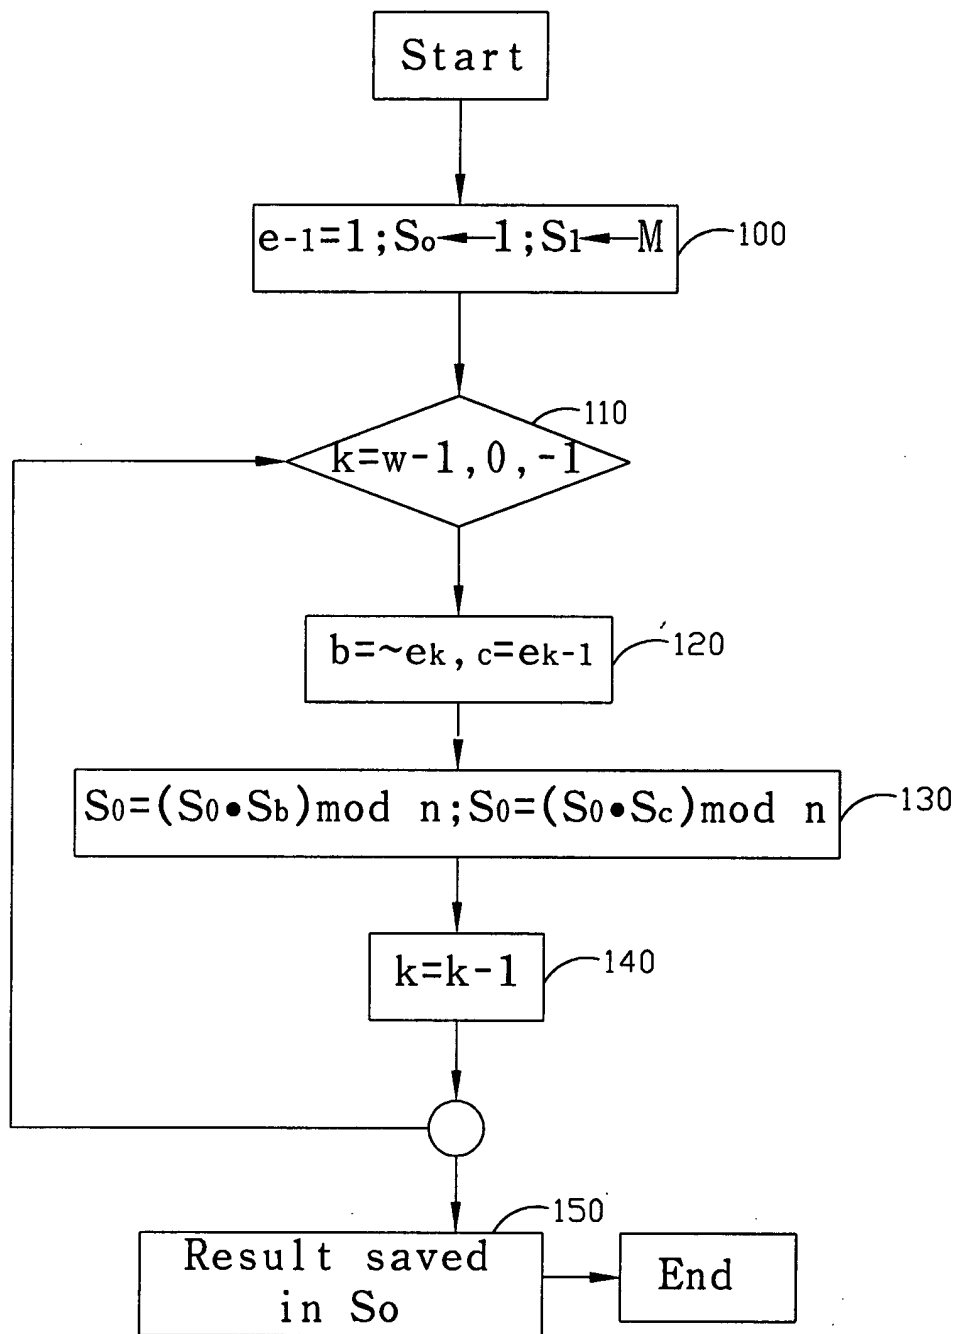 Start
e-1=1;So←1;S1←M
100
110
k=w-1,0,-1
120
b=~ek,c=ek-1
S0=(S0•Sb)mod n;S0=(S0•Sc)mod n
130
k=k-1
140
150
Result saved
in So
End